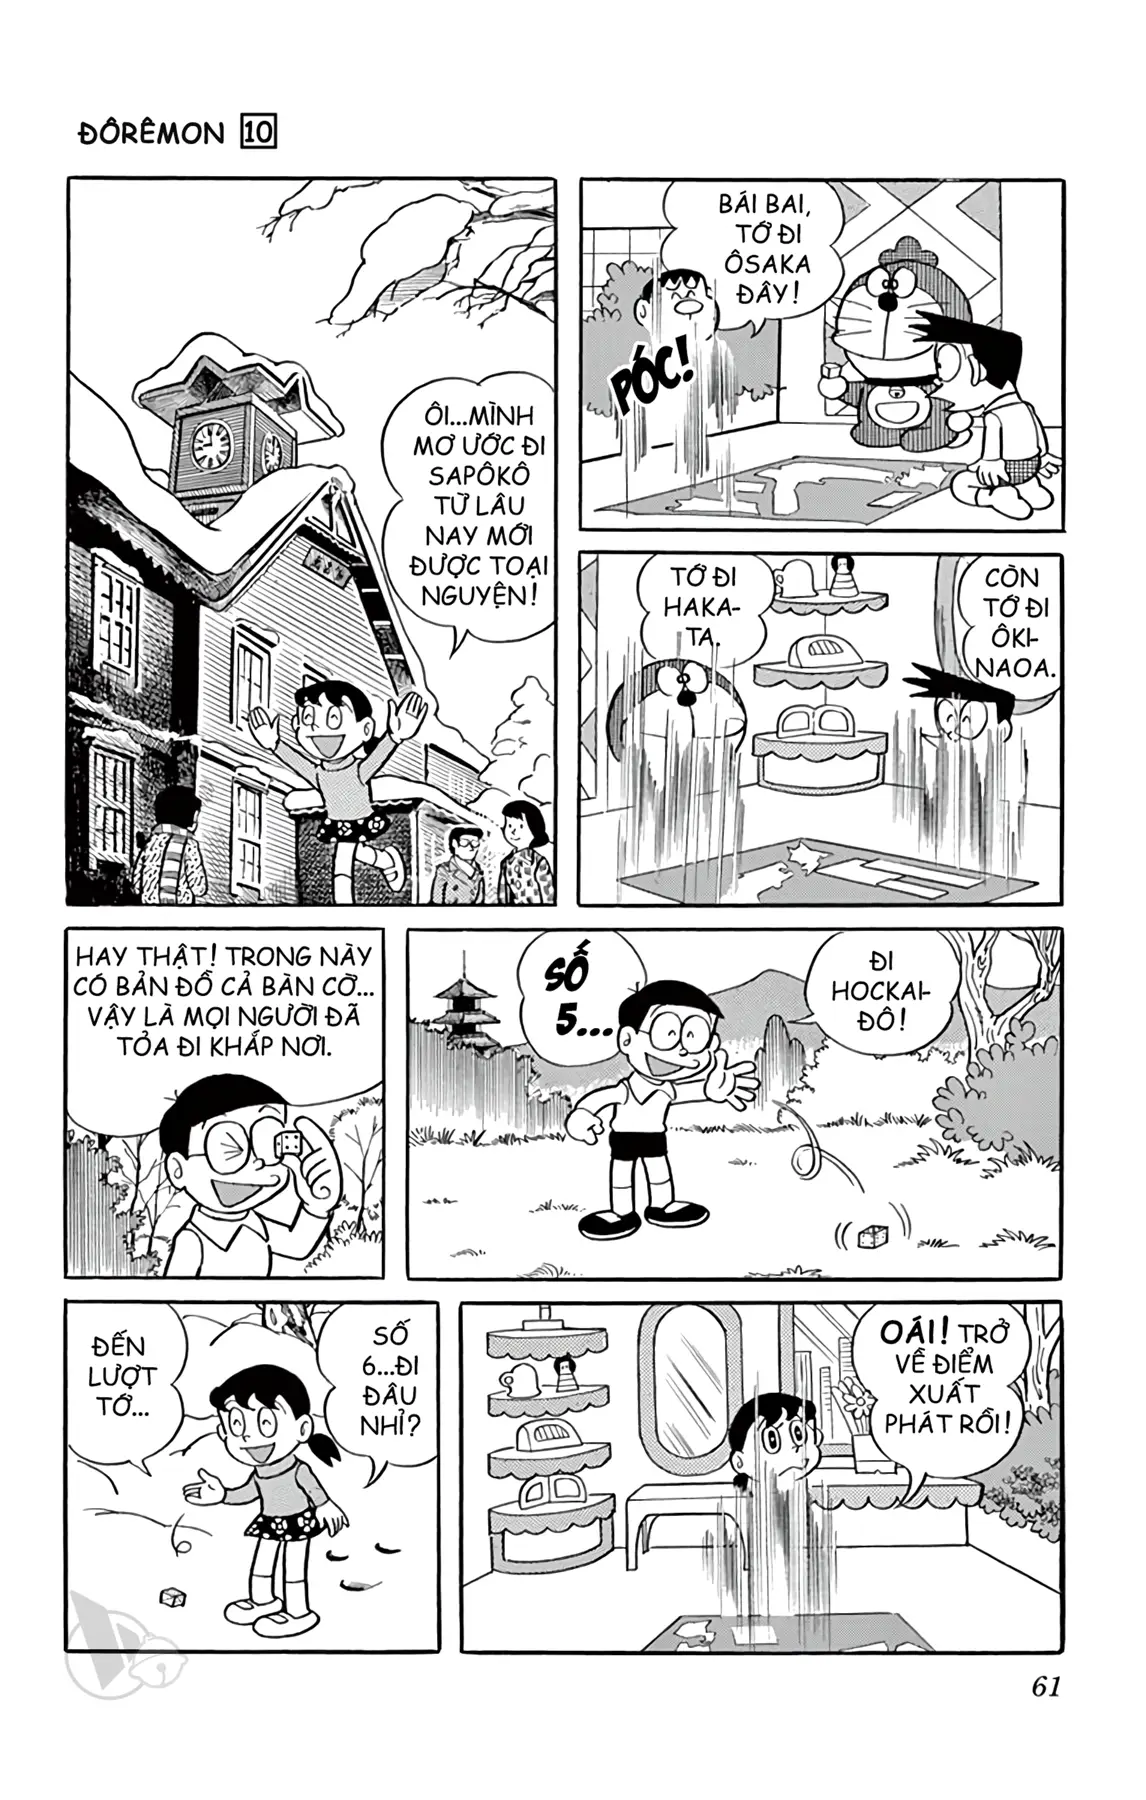 ĐÔRÊMON 10
ÔI...MÌNH
MƠ ƯỚC ĐI
SAPÔKÔ
TỪ LÂU
NAY MỚI
ĐƯỢC TOẠI
NGUYỆN!
BÁI BAI,
TỚ ĐI
ÔSAKA
ĐÂY!
PÓC!
TỚ ĐI
HAKA-
TA.
CÒN
TỚ ĐI
ÔKI-
NAOA.
HAY THẬT! TRONG NÀY
CÓ BẢN ĐỒ CẢ BÀN CỜ...
VẬY LÀ MỌI NGƯỜI ĐÃ
TỎA ĐI KHẮP NƠI.
SỐ
5...
ĐI
HOCKAI-
ĐÔ!
ĐẾN
LƯỢT
TỚ...
SỐ
6...ĐI
ĐÂU
NHỈ?
OÁI! TRỞ
VỀ ĐIỂM
XUẤT
PHÁT RỒI!
61